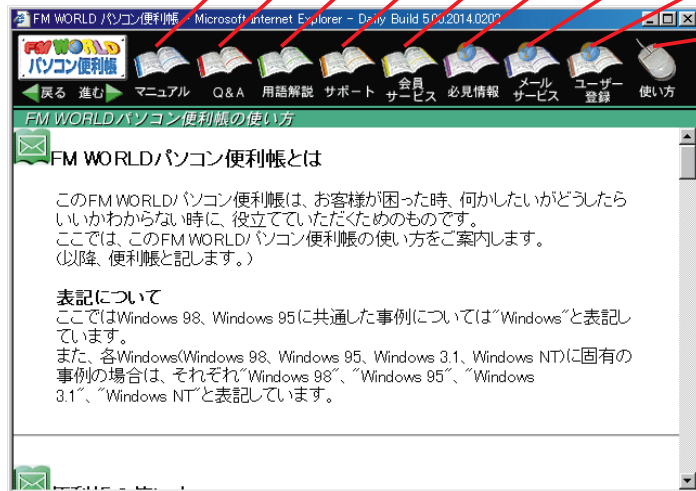 FM WORLD パソコン便利帳 - Microsoft Internet Explorer - Daily Build 5.00.2014.0202
FM WORLD
パソコン便利帳
戻る 進む マニュアル Q&A 用語解説 サポート 会員サービス 必見情報 メールサービス ユーザー登録 使い方
FM WORLDパソコン便利帳の使い方
FM WORLDパソコン便利帳とは
このFM WORLDパソコン便利帳は、お客様が困った時、何かしたいがどうしたら
いいかわからない時に、役立てていただくためのものです。
ここでは、このFM WORLDパソコン便利帳の使い方をご案内します。
(以降、便利帳と記します。)
表記について
ここではWindows 98、Windows 95に共通した事例については"Windows"と表記し
ています。
また、各Windows(Windows 98、Windows 95、Windows 3.1、Windows NT)に固有の
事例の場合は、それぞれ"Windows 98"、"Windows 95"、"Windows
3.1"、"Windows NT"と表記しています。